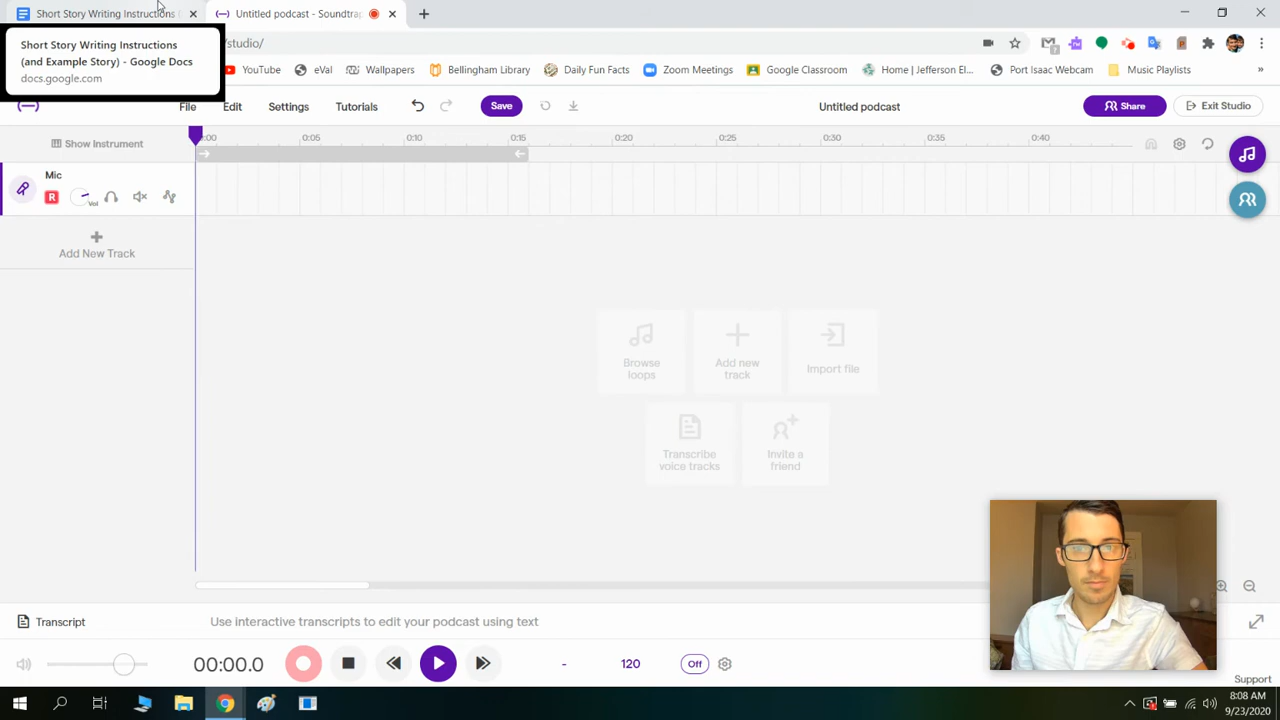 Short Story Writing Instructions
Untitled podcast - Soundtrap
Short Story Writing Instructions
(and Example Story) - Google Docs
docs.google.com
/studio/
YouTube
eVal
Wallpapers
Bellingham Library
Daily Fun Facts
Zoom Meetings
Google Classroom
Home | Jefferson El...
Port Isaac Webcam
Music Playlists
»
File
Edit
Settings
Tutorials
Save
Untitled podcast
Share
Exit Studio
Show Instrument
0:00
0:05
0:10
0:15
0:20
0:25
0:30
0:35
0:40
Mic
R
Vol
Add New Track
Browse
loops
Add new
track
Import file
Transcribe
voice tracks
Invite a
friend
Transcript
Use interactive transcripts to edit your podcast using text
00:00.0
-
120
Off
Support
8:08 AM
9/23/2020